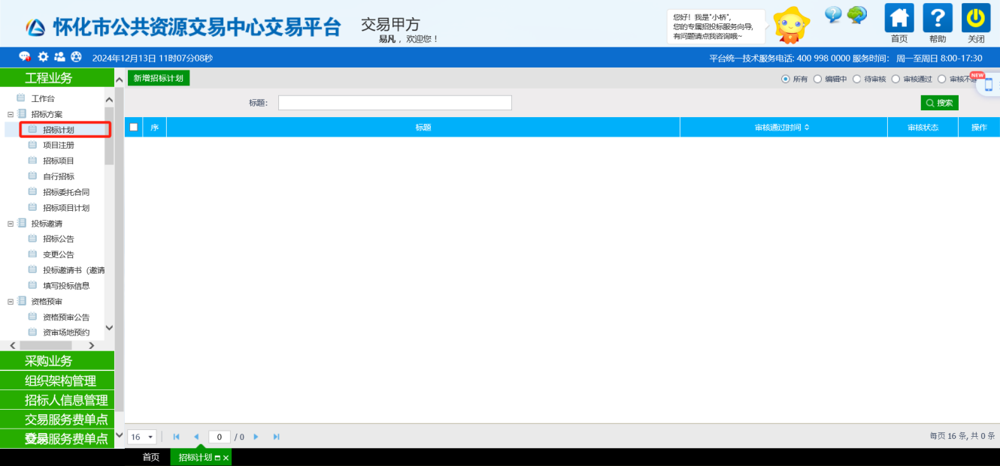 怀化市公共资源交易中心交易平台
交易甲方
易凡 ，欢迎您！
您好！我是"小桥",
您的专属招投标服务向导,
有问题请点我咨询哦~
首页
帮助
关闭
2024年12月13日 11时07分08秒
平台统一技术服务电话: 400 998 0000 服务时间： 周一至周日 8:00-17:30
工程业务
工作台
招标方案
招标计划
项目注册
招标项目
自行招标
招标委托合同
招标项目计划
投标邀请
招标公告
变更公告
投标邀请书（邀请
填写投标信息
资格预审
资格预审公告
资审场地预约
采购业务
组织架构管理
招标人信息管理
交易服务费单点
易服务费单点
新增招标计划
所有 编辑中 待审核 审核通过 审核不
NEW
标题:
搜索
序 标题 审核通过时间 审核状态 操作
16
0 / 0
每页 16 条, 共 0 条
首页
招标计划